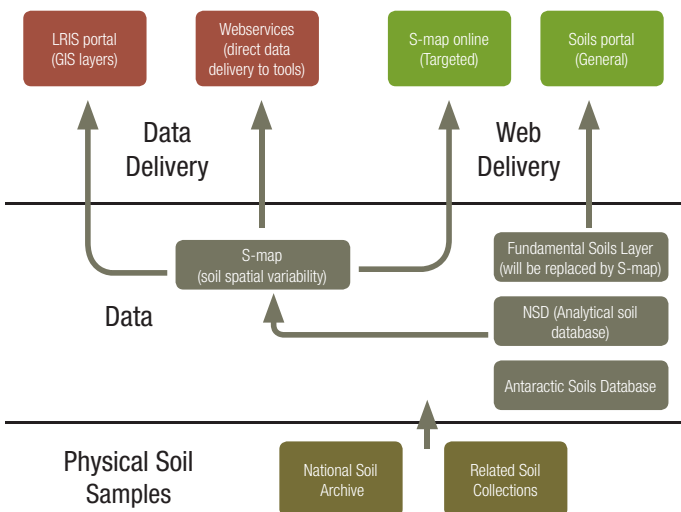 LRIS portal
(GIS layers)
Webservices
(direct data
delivery to tools)
S-map online
(Targeted)
Soils portal
(General)
Data
Delivery
Web
Delivery
S-map
(soil spatial variability)
Fundamental Soils Layer
(will be replaced by S-map)
Data
NSD (Analytical soil
database)
Antaractic Soils Database
Physical Soil
Samples
National Soil
Archive
Related Soil
Collections